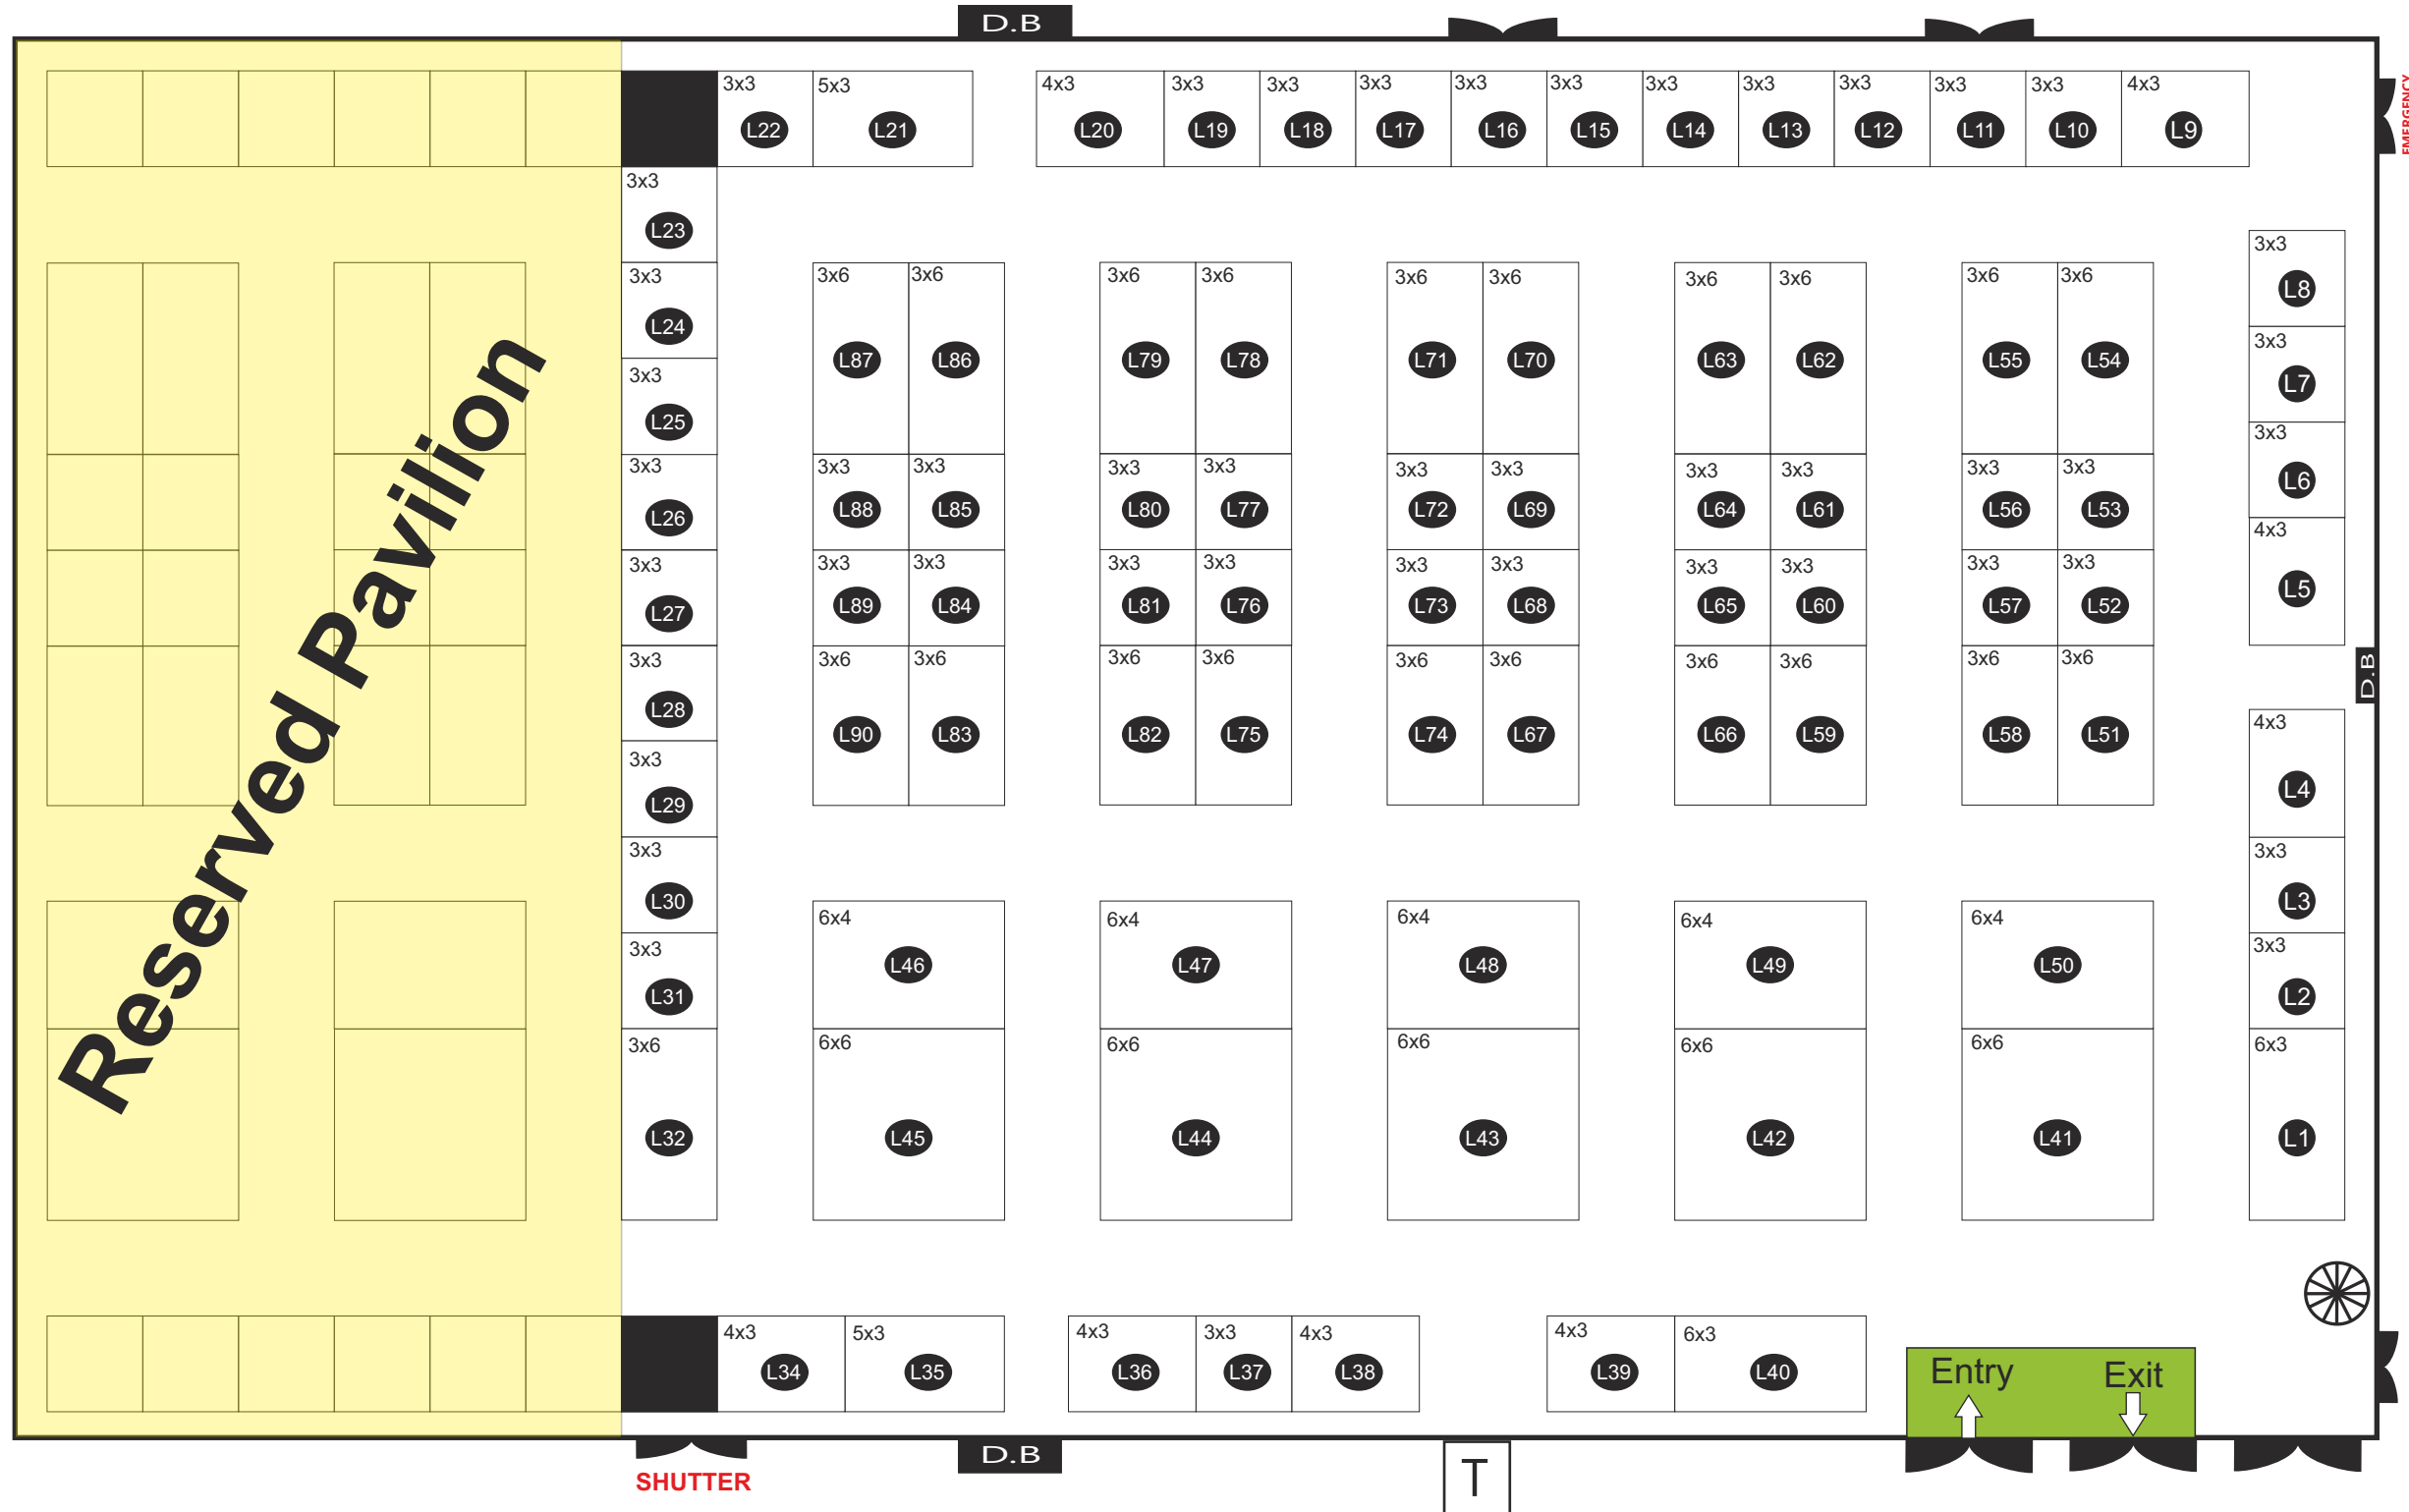 D.B
EMERGENCY
3x3 5x3 4x3 3x3 3x3 3x3 3x3 3x3 3x3 3x3 3x3 3x3 3x3 4x3
L22 L21 L20 L19 L18 L17 L16 L15 L14 L13 L12 L11 L10 L9
3x3
L23
3x3
L8
3x3 3x6 3x6 3x6 3x6 3x6 3x6 3x6 3x6 3x6 3x6
L24
3x3
L87 L86 L79 L78 L71 L70 L63 L62 L55 L54
L7
3x3
L25
3x3
3x3 3x3 3x3 3x3 3x3 3x3 3x3 3x3 3x3 3x3 3x3
L6
L26 L88 L85 L80 L77 L72 L69 L64 L61 L56 L53
4x3
3x3 3x3 3x3 3x3 3x3 3x3 3x3 3x3 3x3 3x3 3x3
L27 L89 L84 L81 L76 L73 L68 L65 L60 L57 L52 L5
3x3 3x6 3x6 3x6 3x6 3x6 3x6 3x6 3x6 3x6 3x6
D.B
L28 L90 L83 L82 L75 L74 L67 L66 L59 L58 L51
4x3
3x3
L29
L4
Reserved Pavilion
3x3
3x3
L30
L3
6x4 6x4 6x4 6x4 6x4
3x3
3x3
L31 L46 L47 L48 L49 L50 L2
3x6 6x6 6x6 6x6 6x6 6x6 6x3
L32 L45 L44 L43 L42 L41 L1
4x3 5x3 4x3 3x3 4x3 4x3 6x3
L34 L35 L36 L37 L38 L39 L40
Entry Exit
SHUTTER
D.B
T